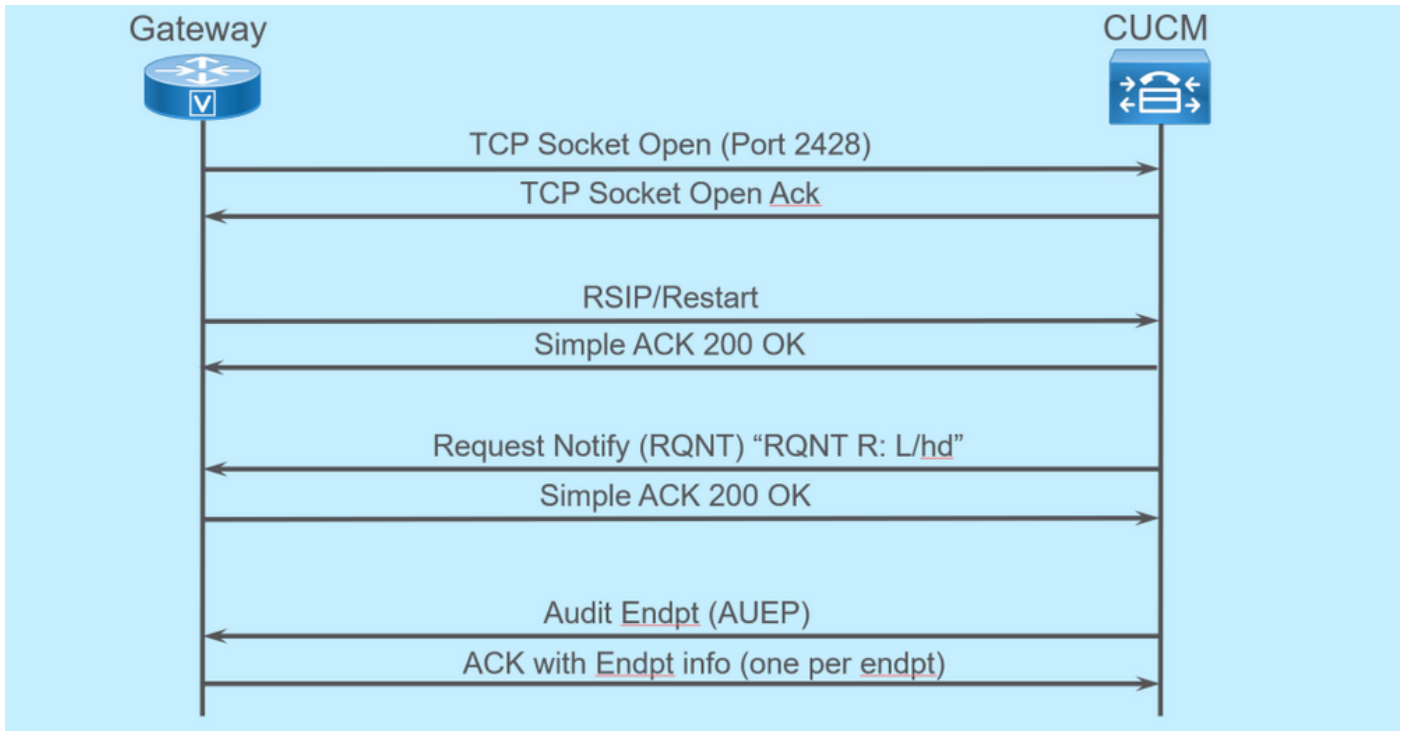 Gateway
CUCM
V
TCP Socket Open (Port 2428)
TCP Socket Open Ack
RSIP/Restart
Simple ACK 200 OK
Request Notify (RQNT) “RQNT R: L/hd”
Simple ACK 200 OK
Audit Endpt (AUEP)
ACK with Endpt info (one per endpt)